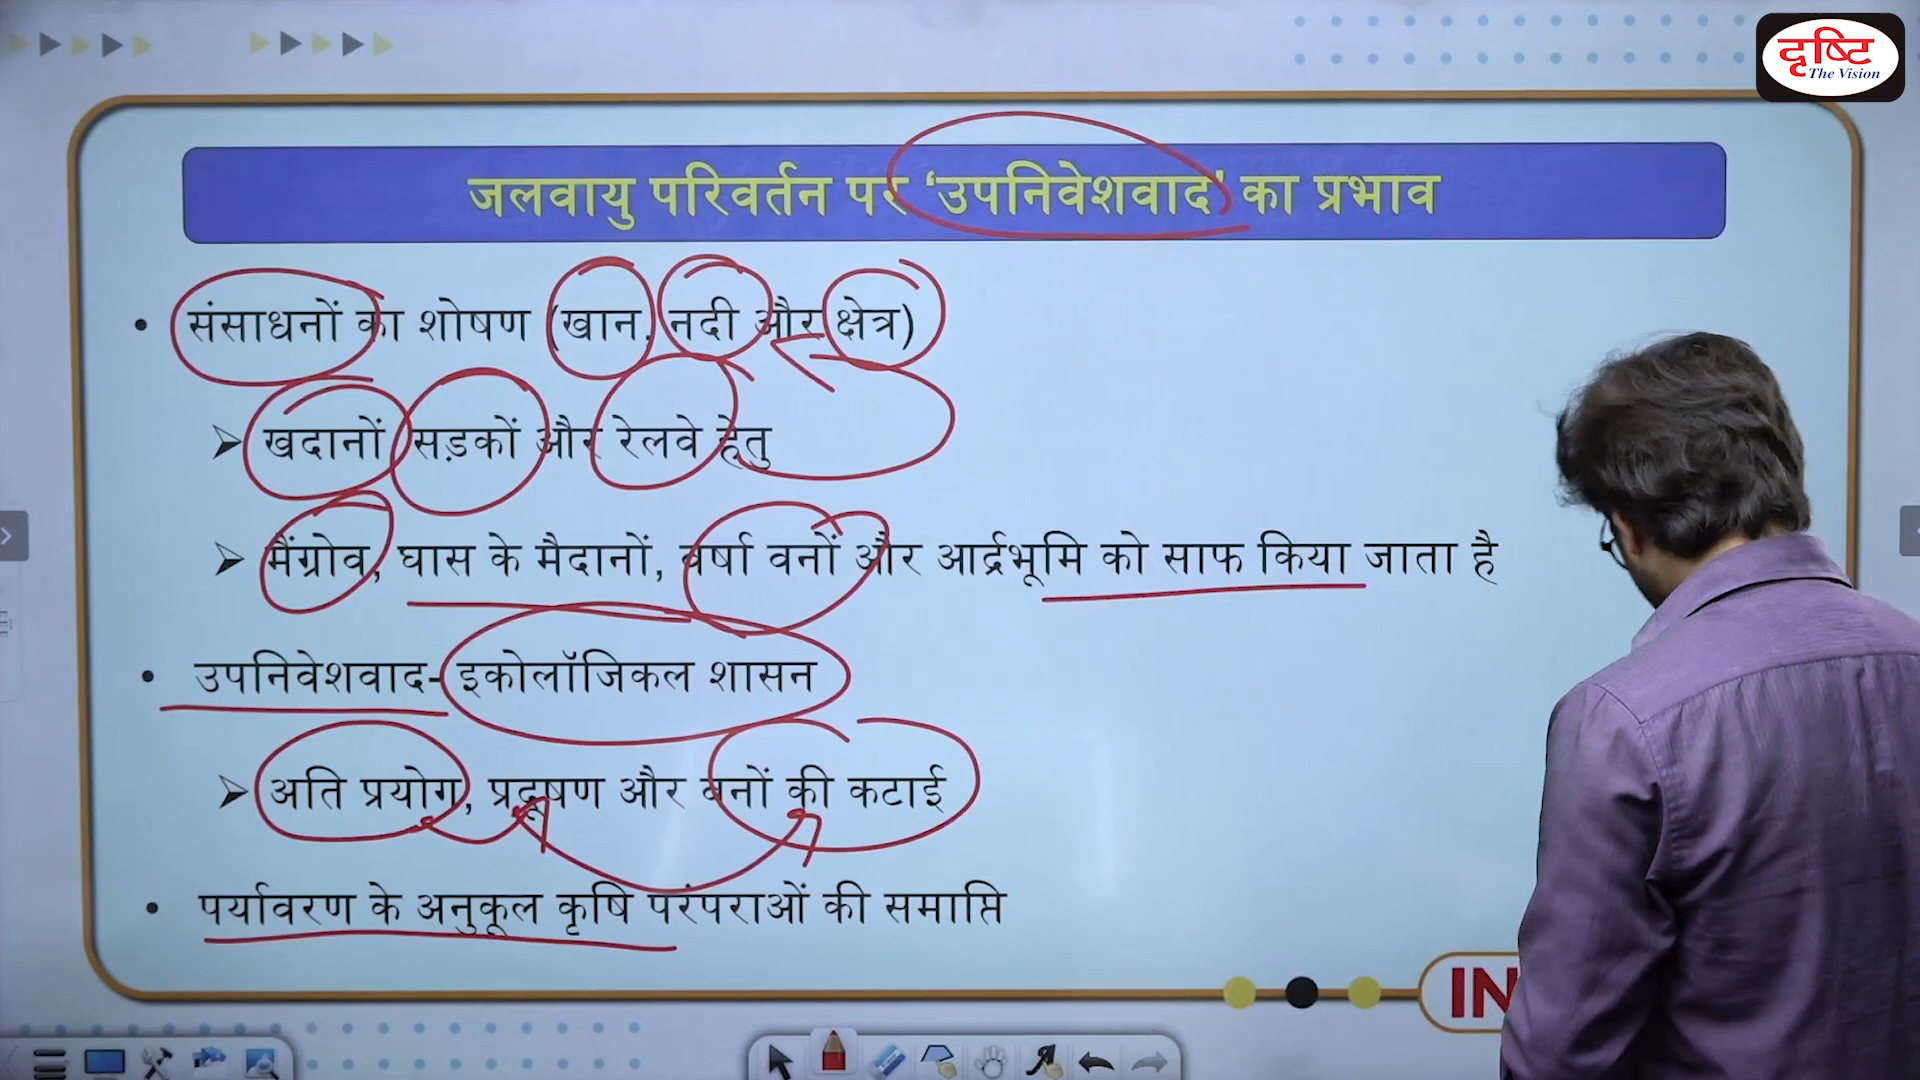 दृष्टि
The Vision
जलवायु परिवर्तन पर ‘उपनिवेशवाद’ का प्रभाव
• संसाधनों का शोषण (खान, नदी और क्षेत्र)
➢ खदानों सड़कों और रेलवे हेतु
➢ मैंग्रोव, घास के मैदानों, वर्षा वनों और आर्द्रभूमि को साफ किया जाता है
• उपनिवेशवाद- इकोलॉजिकल शासन
➢ अति प्रयोग, प्रदूषण और वनों की कटाई
• पर्यावरण के अनुकूल कृषि परंपराओं की समाप्ति
IN